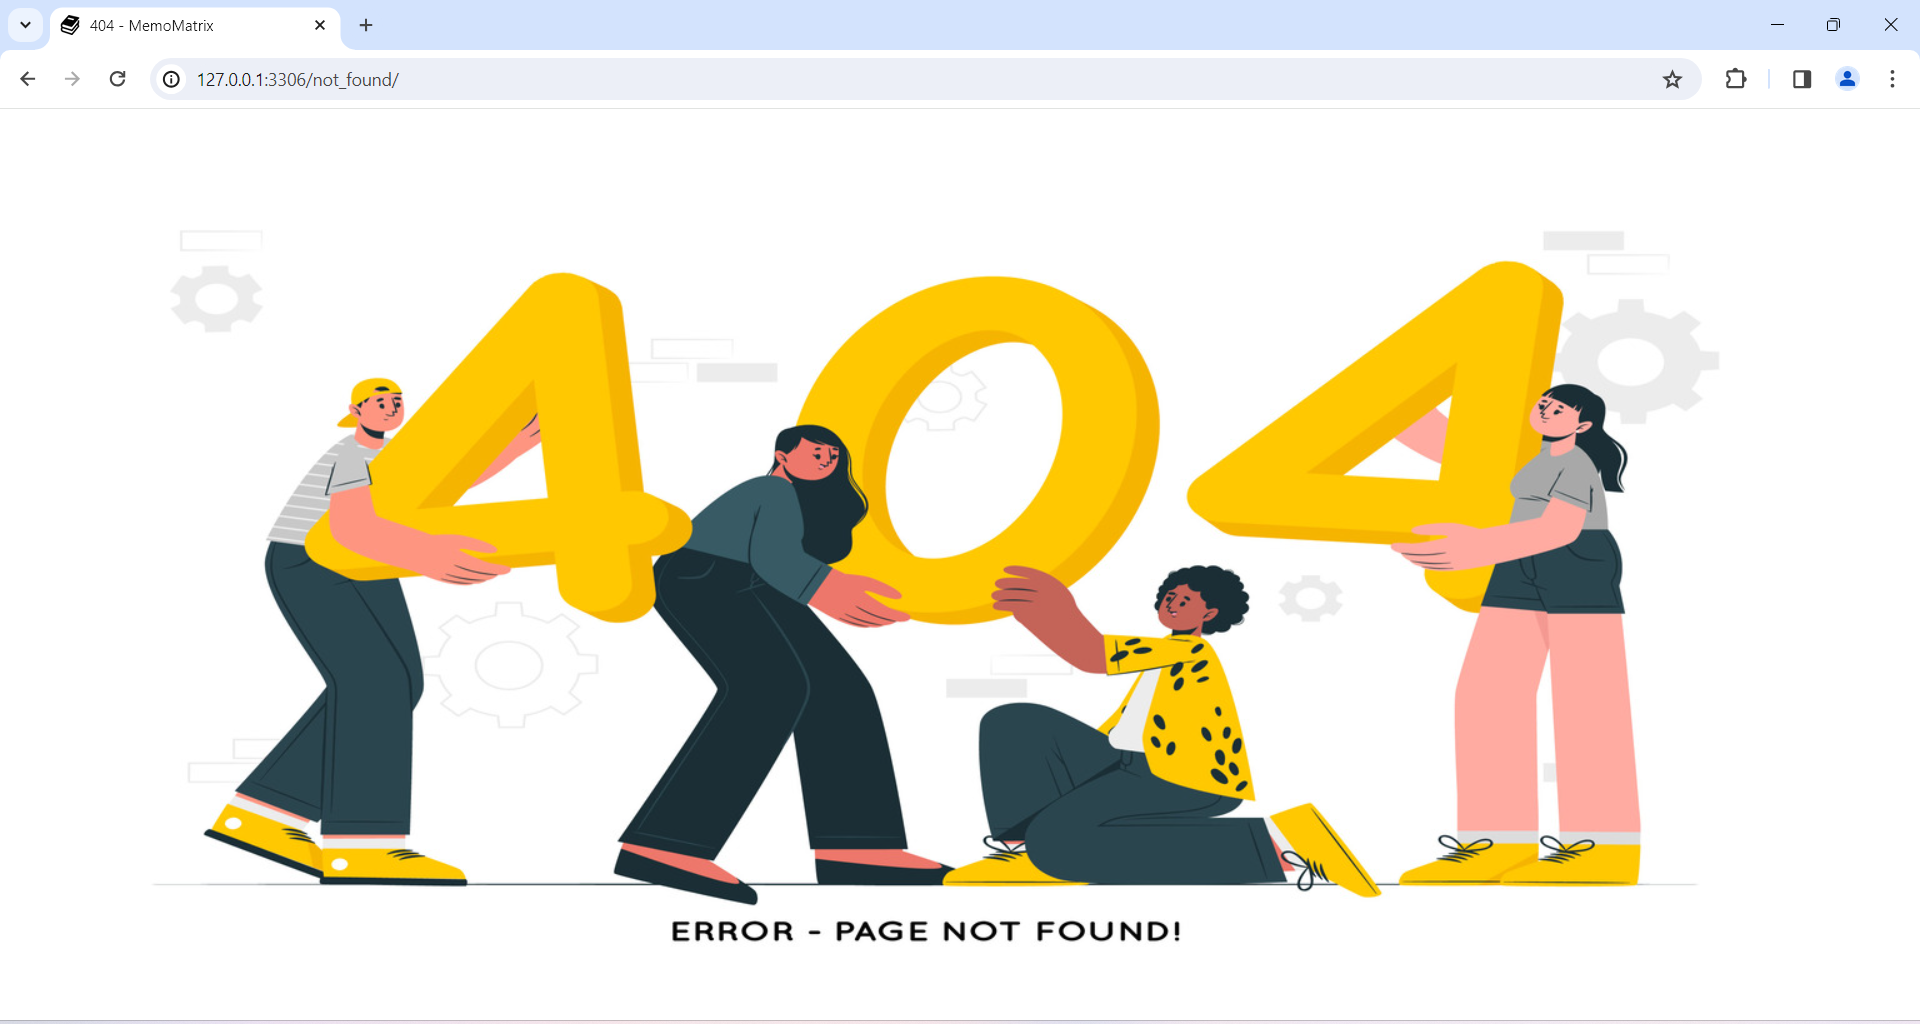 404 - MemoMatrix
127.0.0.1:3306/not_found/
404
ERROR - PAGE NOT FOUND!